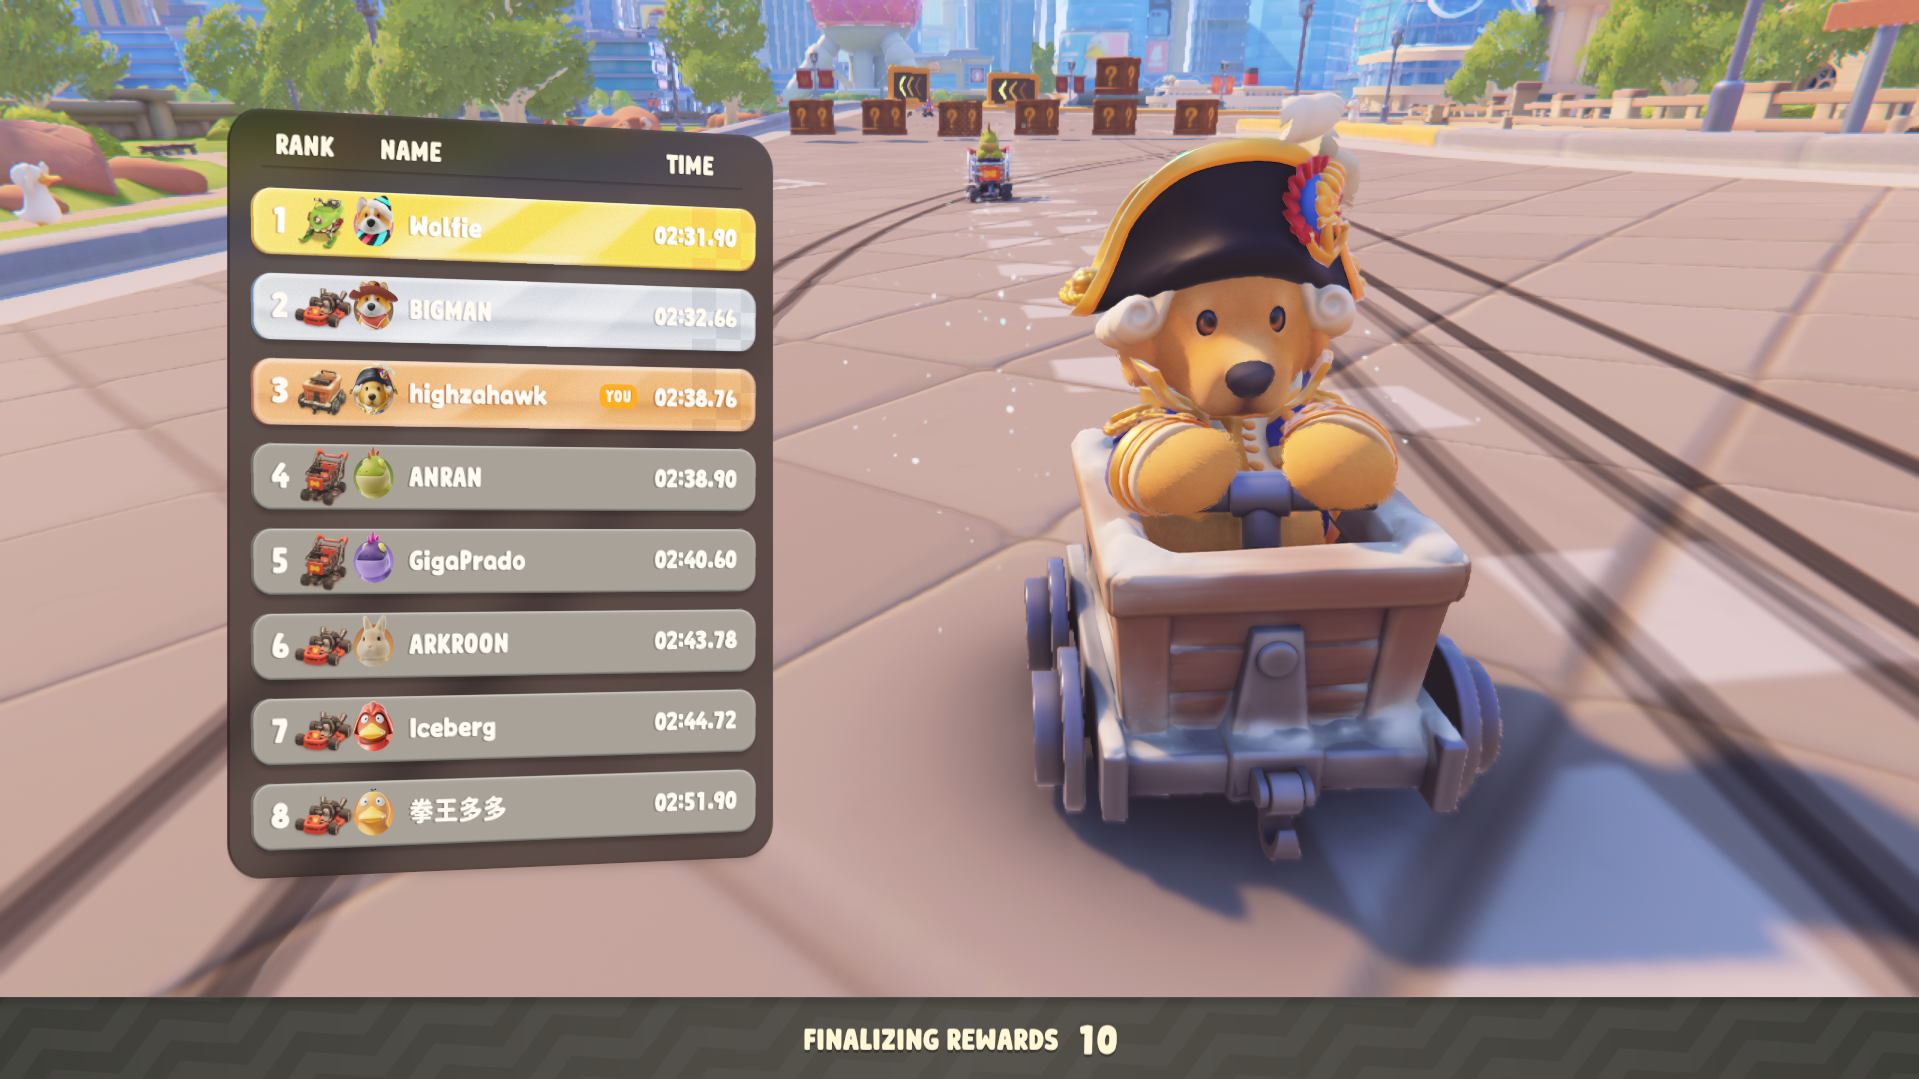 RANK NAME TIME
1 Wolfie 02:31.90
2 BIGMAN 02:32.66
3 highzahawk YOU 02:38.76
4 ANRAN 02:38.90
5 GigaPrado 02:40.60
6 ARKROON 02:43.78
7 Iceberg 02:44.72
8 拳王多多 02:51.90
FINALIZING REWARDS 10